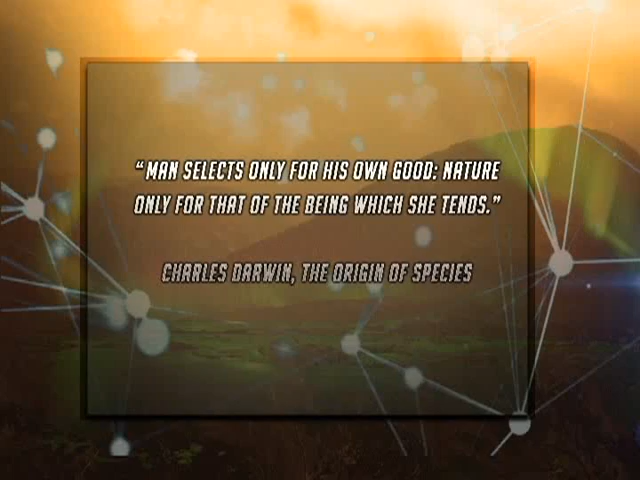 “MAN SELECTS ONLY FOR HIS OWN GOOD: NATURE
ONLY FOR THAT OF THE BEING WHICH SHE TENDS.”
CHARLES DARWIN, THE ORIGIN OF SPECIES